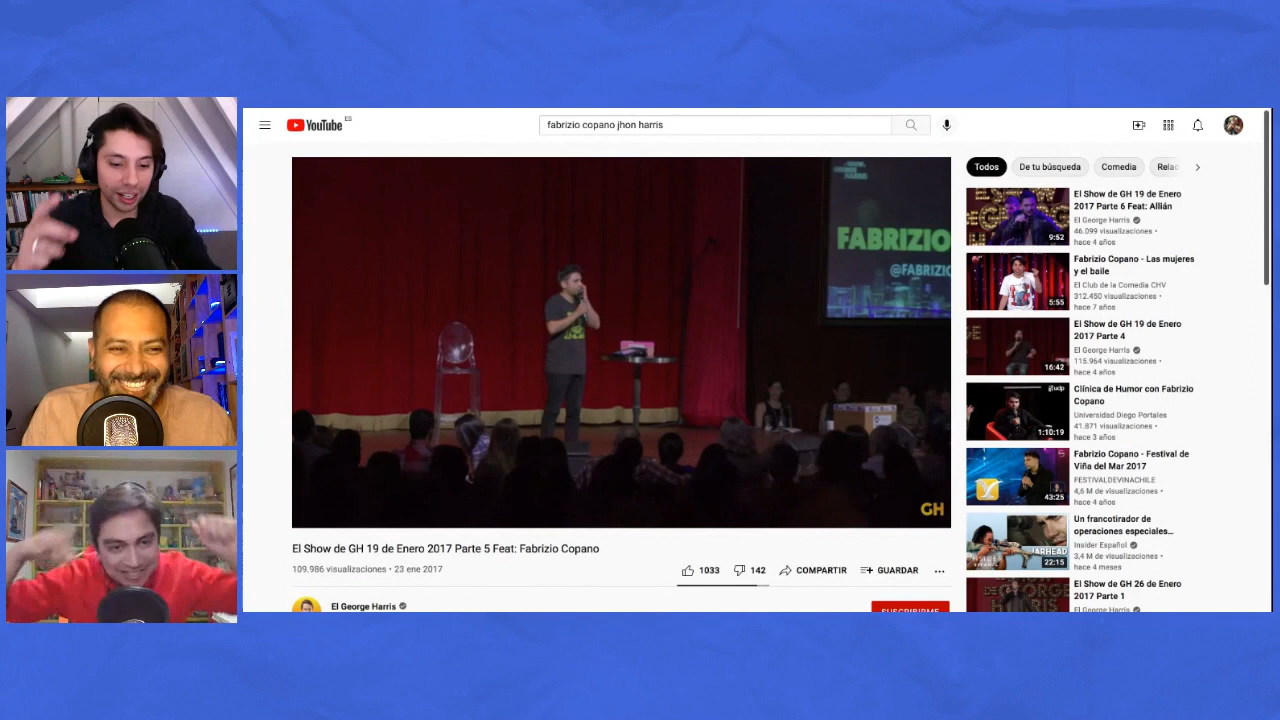 YouTube
ES
fabrizio copano jhon harris
FABRIZIO
@FABRIZIO
GH
El Show de GH 19 de Enero 2017 Parte 5 Feat: Fabrizio Copano
109.986 visualizaciones • 23 ene 2017
1033
142
COMPARTIR
GUARDAR
El George Harris
SUSCRIBIRME
Todos
De tu búsqueda
Comedia
Relac
El Show de GH 19 de Enero
2017 Parte 6 Feat: Allián
El George Harris
46.099 visualizaciones •
hace 4 años
9:52
Fabrizio Copano - Las mujeres
y el baile
El Club de la Comedia CHV
312.450 visualizaciones •
hace 7 años
5:55
El Show de GH 19 de Enero
2017 Parte 4
El George Harris
115.964 visualizaciones •
hace 4 años
16:42
Clínica de Humor con Fabrizio
Copano
Universidad Diego Portales
41.871 visualizaciones •
hace 3 años
udp
1:10:19
Fabrizio Copano - Festival de
Viña del Mar 2017
FESTIVALDEVINACHILE
4,6 M de visualizaciones •
hace 4 años
43:25
Un francotirador de
operaciones especiales...
Insider Español
3,4 M de visualizaciones •
hace 4 meses
JARHEAD
22:15
El Show de GH 26 de Enero
2017 Parte 1
El George Harris